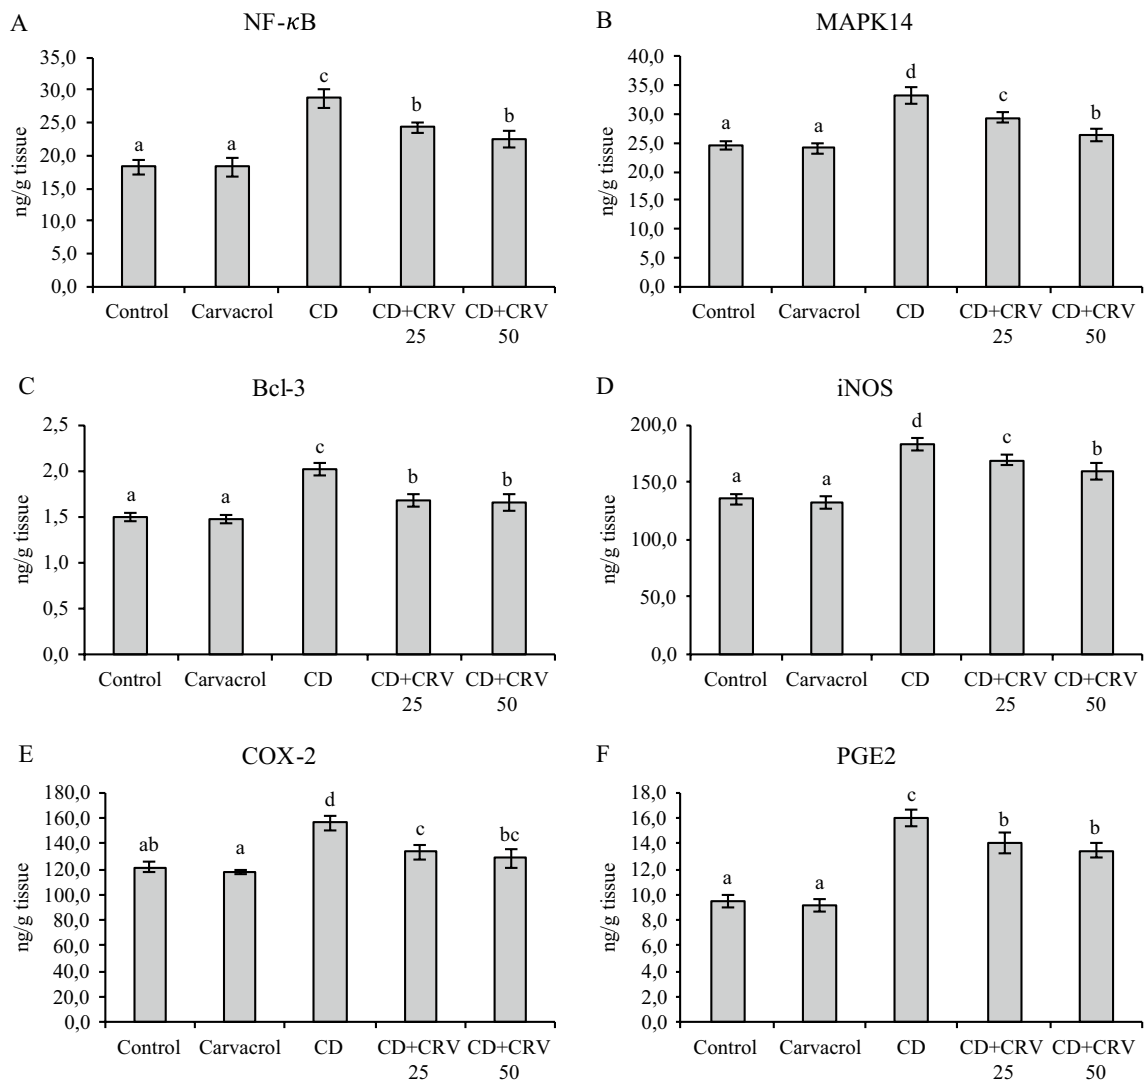 A
NF-κB
35,0
30,0
25,0
20,0
15,0
10,0
5,0
0,0
ng/g tissue
a
a
c
b
b
Control
Carvacrol
CD
CD+CRV
25
CD+CRV
50
B
MAPK14
40,0
35,0
30,0
25,0
20,0
15,0
10,0
5,0
0,0
ng/g tissue
a
a
d
c
b
Control
Carvacrol
CD
CD+CRV
25
CD+CRV
50
C
Bcl-3
2,5
2,0
1,5
1,0
0,5
0,0
ng/g tissue
a
a
c
b
b
Control
Carvacrol
CD
CD+CRV
25
CD+CRV
50
D
iNOS
200,0
150,0
100,0
50,0
0,0
ng/g tissue
a
a
d
c
b
Control
Carvacrol
CD
CD+CRV
25
CD+CRV
50
E
COX-2
180,0
160,0
140,0
120,0
100,0
80,0
60,0
40,0
20,0
0,0
ng/g tissue
ab
a
d
c
bc
Control
Carvacrol
CD
CD+CRV
25
CD+CRV
50
F
PGE2
18,0
16,0
14,0
12,0
10,0
8,0
6,0
4,0
2,0
0,0
ng/g tissue
a
a
c
b
b
Control
Carvacrol
CD
CD+CRV
25
CD+CRV
50